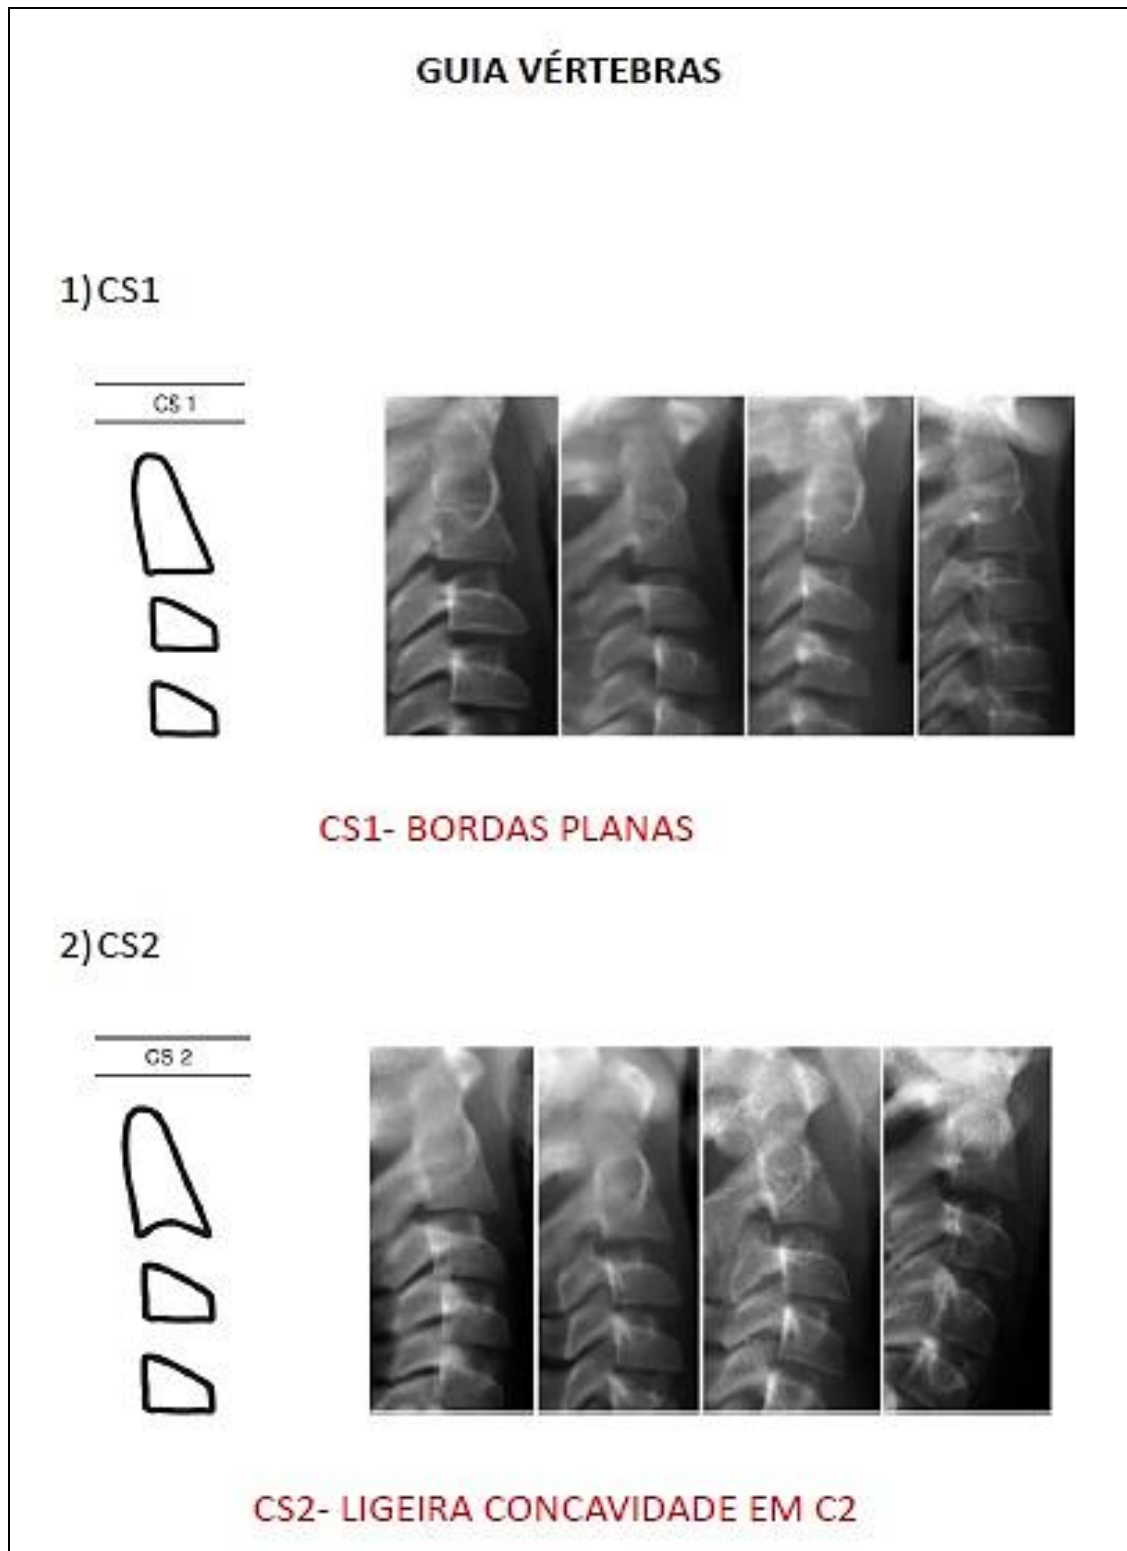 GUIA VÉRTEBRAS
1) CS1
CS 1
CS1- BORDAS PLANAS
2) CS2
CS 2
CS2- LIGEIRA CONCAVIDADE EM C2